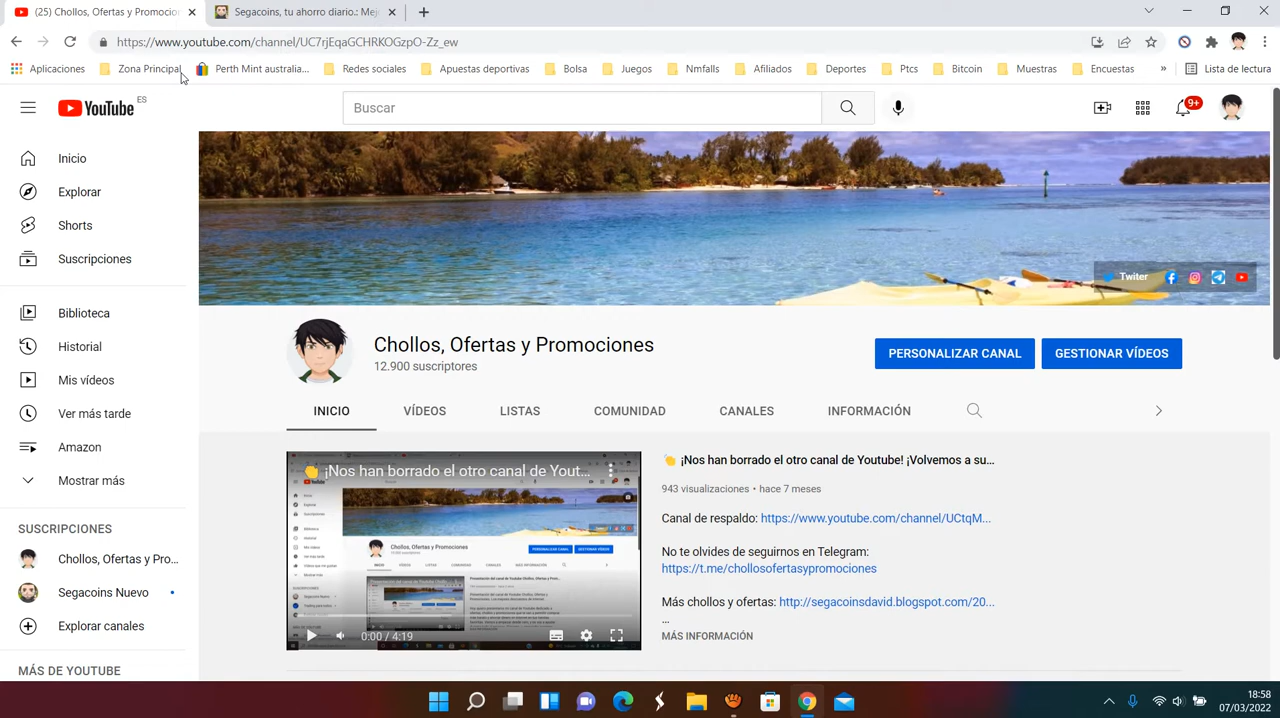 (25) Chollos, Ofertas y Promocion
Segacoins, tu ahorro diario.: Mej
https://www.youtube.com/channel/UC7rjEqaGCHRKOGzpO-Zz_ew
Aplicaciones
Zona Principal
Perth Mint australia...
Redes sociales
Apuestas deportivas
Bolsa
Juegos
Nmbrs
Afiliados
Deportes
Ptcs
Bitcoin
Muestras
Encuestas
»
Lista de lectura
YouTube ES
Buscar
9+
Inicio
Explorar
Shorts
Suscripciones
Biblioteca
Historial
Mis vídeos
Ver más tarde
Amazon
Mostrar más
SUSCRIPCIONES
Chollos, Ofertas y Pro...
Segacoins Nuevo
Explorar canales
MÁS DE YOUTUBE
Twiter
Chollos, Ofertas y Promociones
12.900 suscriptores
PERSONALIZAR CANAL
GESTIONAR VÍDEOS
INICIO
VÍDEOS
LISTAS
COMUNIDAD
CANALES
INFORMACIÓN
¡Nos han borrado el otro canal de Yout...
Chollos, Ofertas y Promociones
0:00 / 4:19
¡Nos han borrado el otro canal de Youtube! ¡Volvemos a su...
943 visualizaciones • hace 7 meses
Canal de respaldo: https://www.youtube.com/channel/UCtqM...
No te olvides de seguirnos en Telegram:
https://t.me/chollosofertasypromociones
Más chollos y ofertas: http://segacoinsdavid.blogspot.com/20...
...
MÁS INFORMACIÓN
18:58
07/03/2022